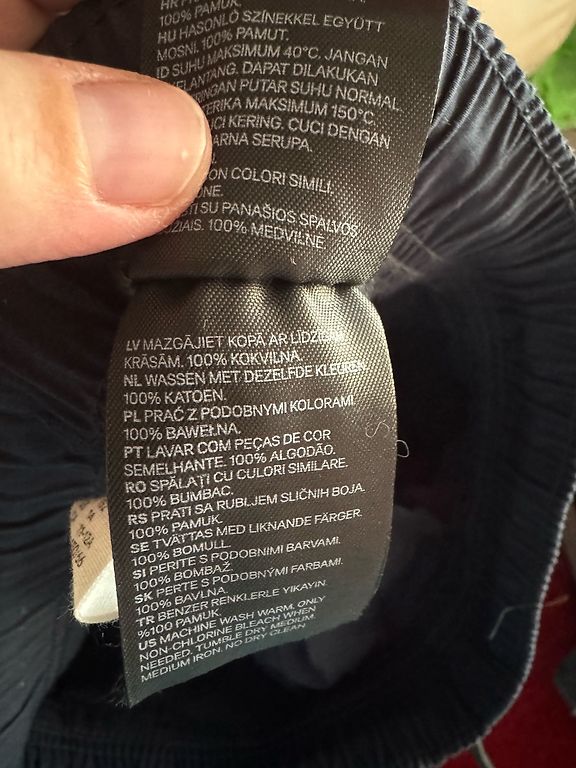 100% PAMUK.
HU HASONLÓ SZÍNEKKEL EGYÜTT
MOSNI. 100% PAMUT.
ID SUHU MAKSIMUM 40°C. JANGAN
DAPAT DILAKUKAN
PUTAR SUHU NORMAL
MAKSIMUM 150°C.
KERING. CUCI DENGAN
SERUPA.
COLORI SIMILI.
SU PANAŠIOS SPALVOS
100% MEDVILNĖ.
LV MAZGĀJIET KOPĀ AR
KRĀSĀM. 100% KOKVILNA.
NL WASSEN MET DEZELFDE KLEUREN
100% KATOEN.
PL PRAĆ Z PODOBNYMI KOLORAMI.
100% BAWEŁNA.
PT LAVAR COM PEÇAS DE COR
SEMELHANTE. 100% ALGODÃO.
RO SPĂLAȚI CU CULORI SIMILARE.
100% BUMBAC.
RS PRATI SA RUBLJEM SLIČNIH BOJA.
100% PAMUK.
SE TVÄTTAS MED LIKNANDE FÄRGER.
100% BOMULL.
SI PERITE S PODOBNIMI BARVAMI.
100% BOMBAŽ.
SK PERTE S PODOBNÝMI FARBAMI.
100% BAVLNA.
TR BENZER RENKLERLE YIKAYIN.
%100 PAMUK.
US MACHINE WASH WARM. ONLY
NON-CHLORINE BLEACH WHEN
NEEDED. TUMBLE DRY MEDIUM.
MEDIUM IRON. NO DRY CLEAN